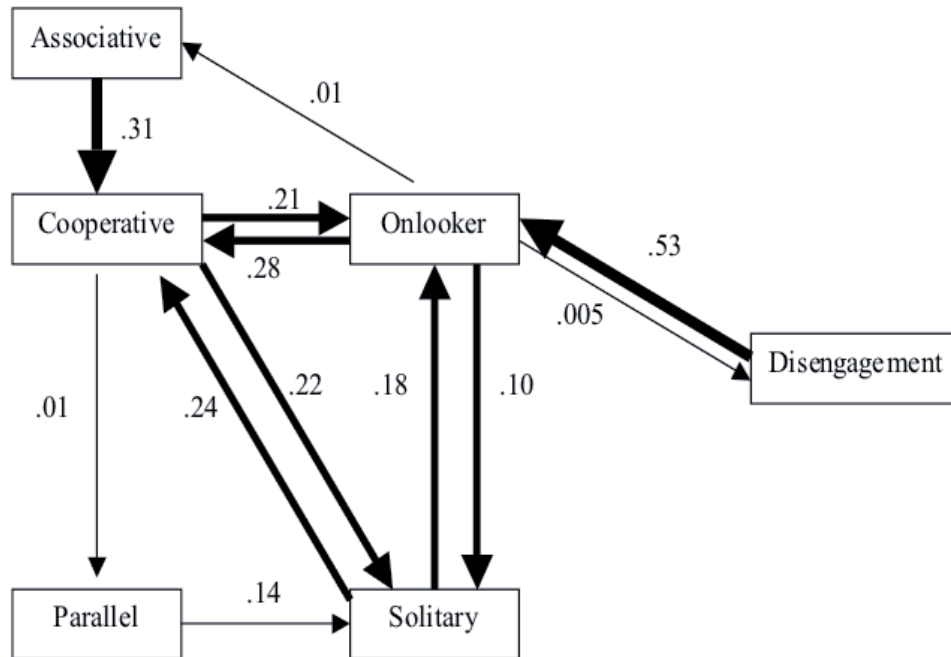 Associative
.01
.31
Cooperative
.21
Onlooker
.28
.53
.005
Disengagement
.01
.24
.22
.18
.10
Parallel
.14
Solitary